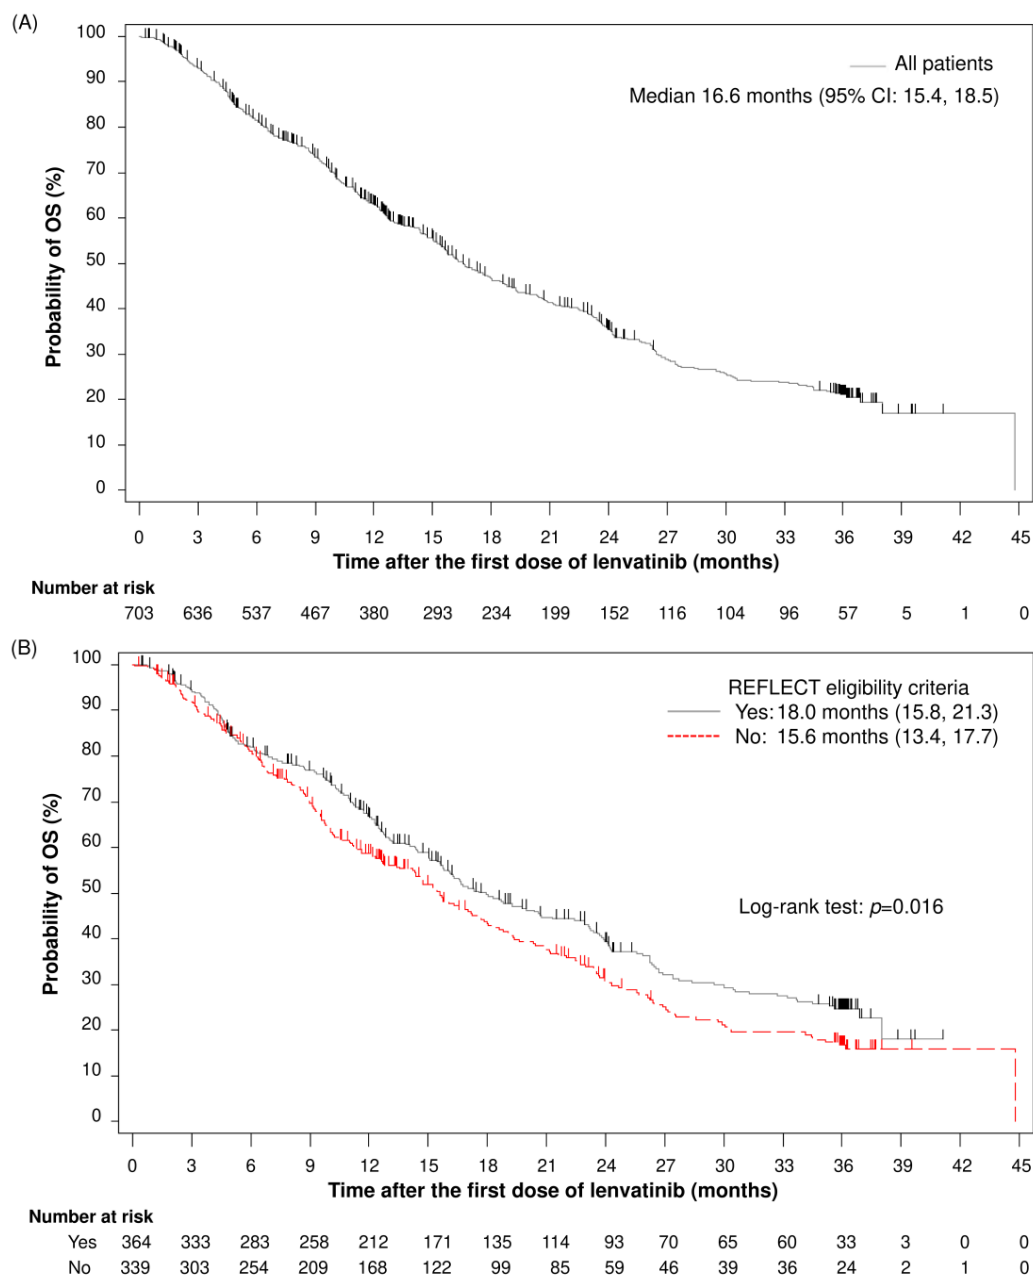 (A)
100
90
80
70
60
50
40
30
20
10
0
Probability of OS (%)
All patients
Median 16.6 months (95% CI: 15.4, 18.5)
0 3 6 9 12 15 18 21 24 27 30 33 36 39 42 45
Time after the first dose of lenvatinib (months)
Number at risk
703 636 537 467 380 293 234 199 152 116 104 96 57 5 1 0
(B)
100
90
80
70
60
50
40
30
20
10
0
Probability of OS (%)
REFLECT eligibility criteria
Yes: 18.0 months (15.8, 21.3)
No: 15.6 months (13.4, 17.7)
Log-rank test: p=0.016
0 3 6 9 12 15 18 21 24 27 30 33 36 39 42 45
Time after the first dose of lenvatinib (months)
Number at risk
Yes 364 333 283 258 212 171 135 114 93 70 65 60 33 3 0 0
No 339 303 254 209 168 122 99 85 59 46 39 36 24 2 1 0